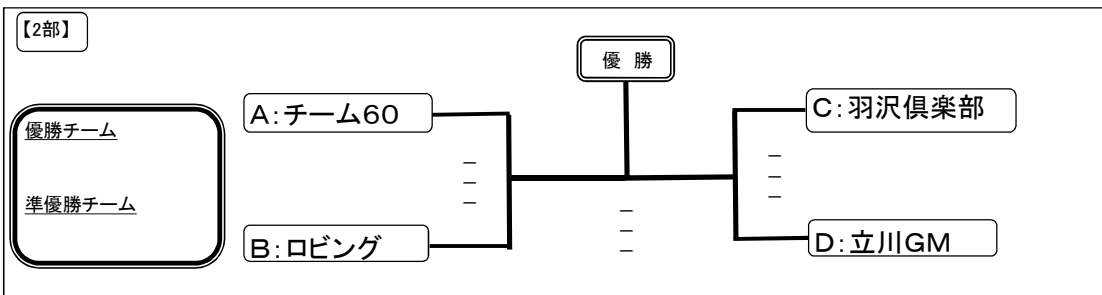 【2部】
優 勝
A:チーム60
C:羽沢倶楽部
優勝チーム
準優勝チーム
B:ロビング
D:立川GM